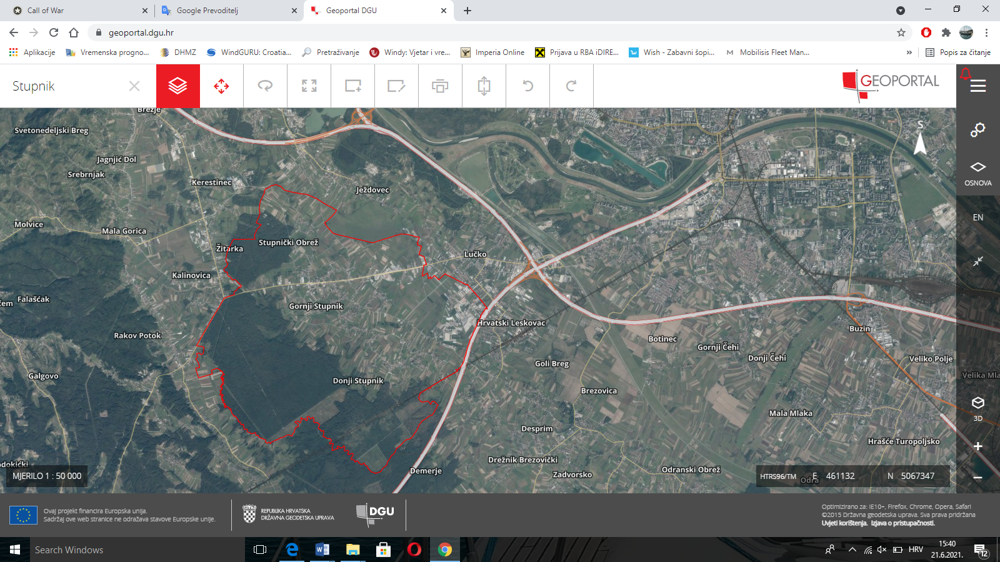 Call of War
Google Prevoditelj
Geoportal DGU
geoportal.dgu.hr
Aplikacije
Vremenska progno...
DHMZ
WindGURU: Croatia...
Pretraživanje
Windy: Vjetar i vre...
Imperia Online
Prijava u RBA iDIRE...
Wish - Zabavni šopi...
Mobilisis Fleet Man...
»
Popis za čitanje
Stupnik
GEOPORTAL
Brezje
Svetonedeljski Breg
S
Jagnjić Dol
Srebrnjak
Kerestinec
Ježdovec
OSNOVA
EN
Molvice
Mala Gorica
Stupnički Obrež
Žitarka
Lučko
Kalinovica
Falaščak
Gornji Stupnik
Hrvatski Leskovac
Buzin
Rakov Potok
Botinec
Gornji Čehi
Donji Čehi
Veliko Polje
Goli Breg
Galgovo
Donji Stupnik
Velika Mla
Brezovica
Mala Mlaka
3D
Desprim
Hrašće Turopoljsko
Drežnik Brezovički
dokićki
Demerje
Zadvorsko
Odranski Obrež
Odra
MJERILO 1 : 50 000
HTRS96/TM E 461132 N 5067347
Ovaj projekt financira Europska unija.
Sadržaj ove web stranice ne odražava stavove Europske unije.
REPUBLIKA HRVATSKA
DRŽAVNA GEODETSKA UPRAVA
DGU
Optimizirano za: IE10+, Firefox, Chrome, Opera, Safari
©2015 Državna geodetska uprava. Sva prava pridržana
Uvjeti korištenja. Izjava o pristupačnosti.
Search Windows
HRV
15:40
21.6.2021.
12